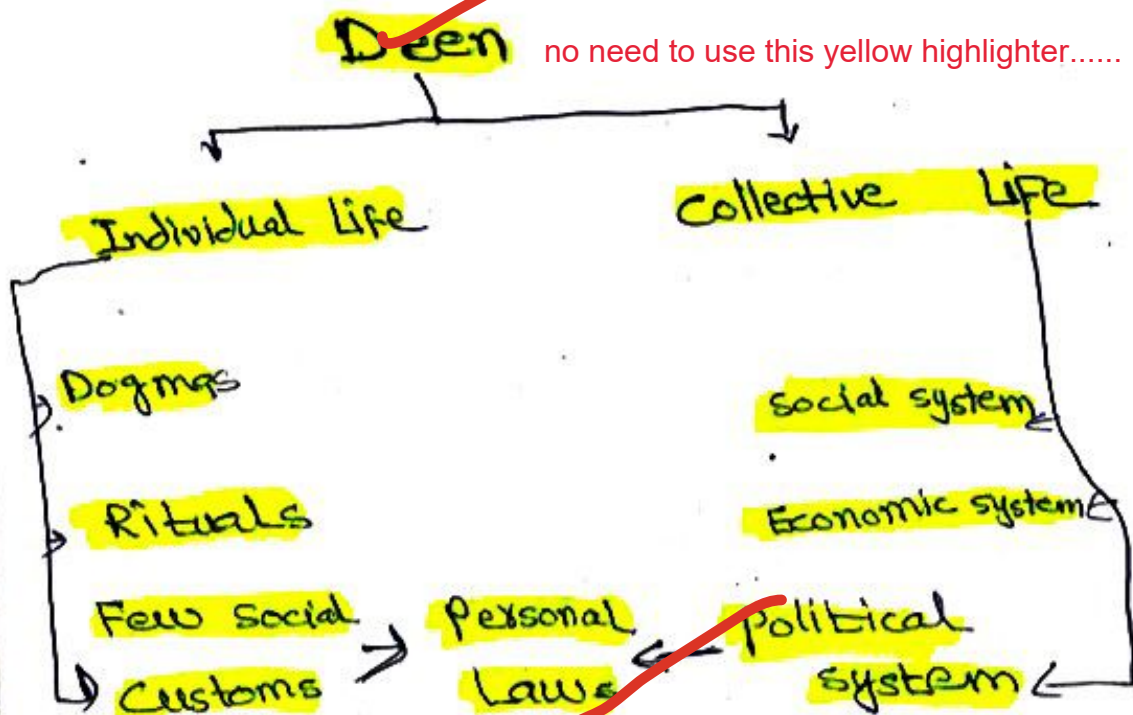 Deen
no need to use this yellow highlighter......
Individual Life
Collective Life
Dogmas
social system
Rituals
Economic system
Few Social Personal political
Customs Laws system